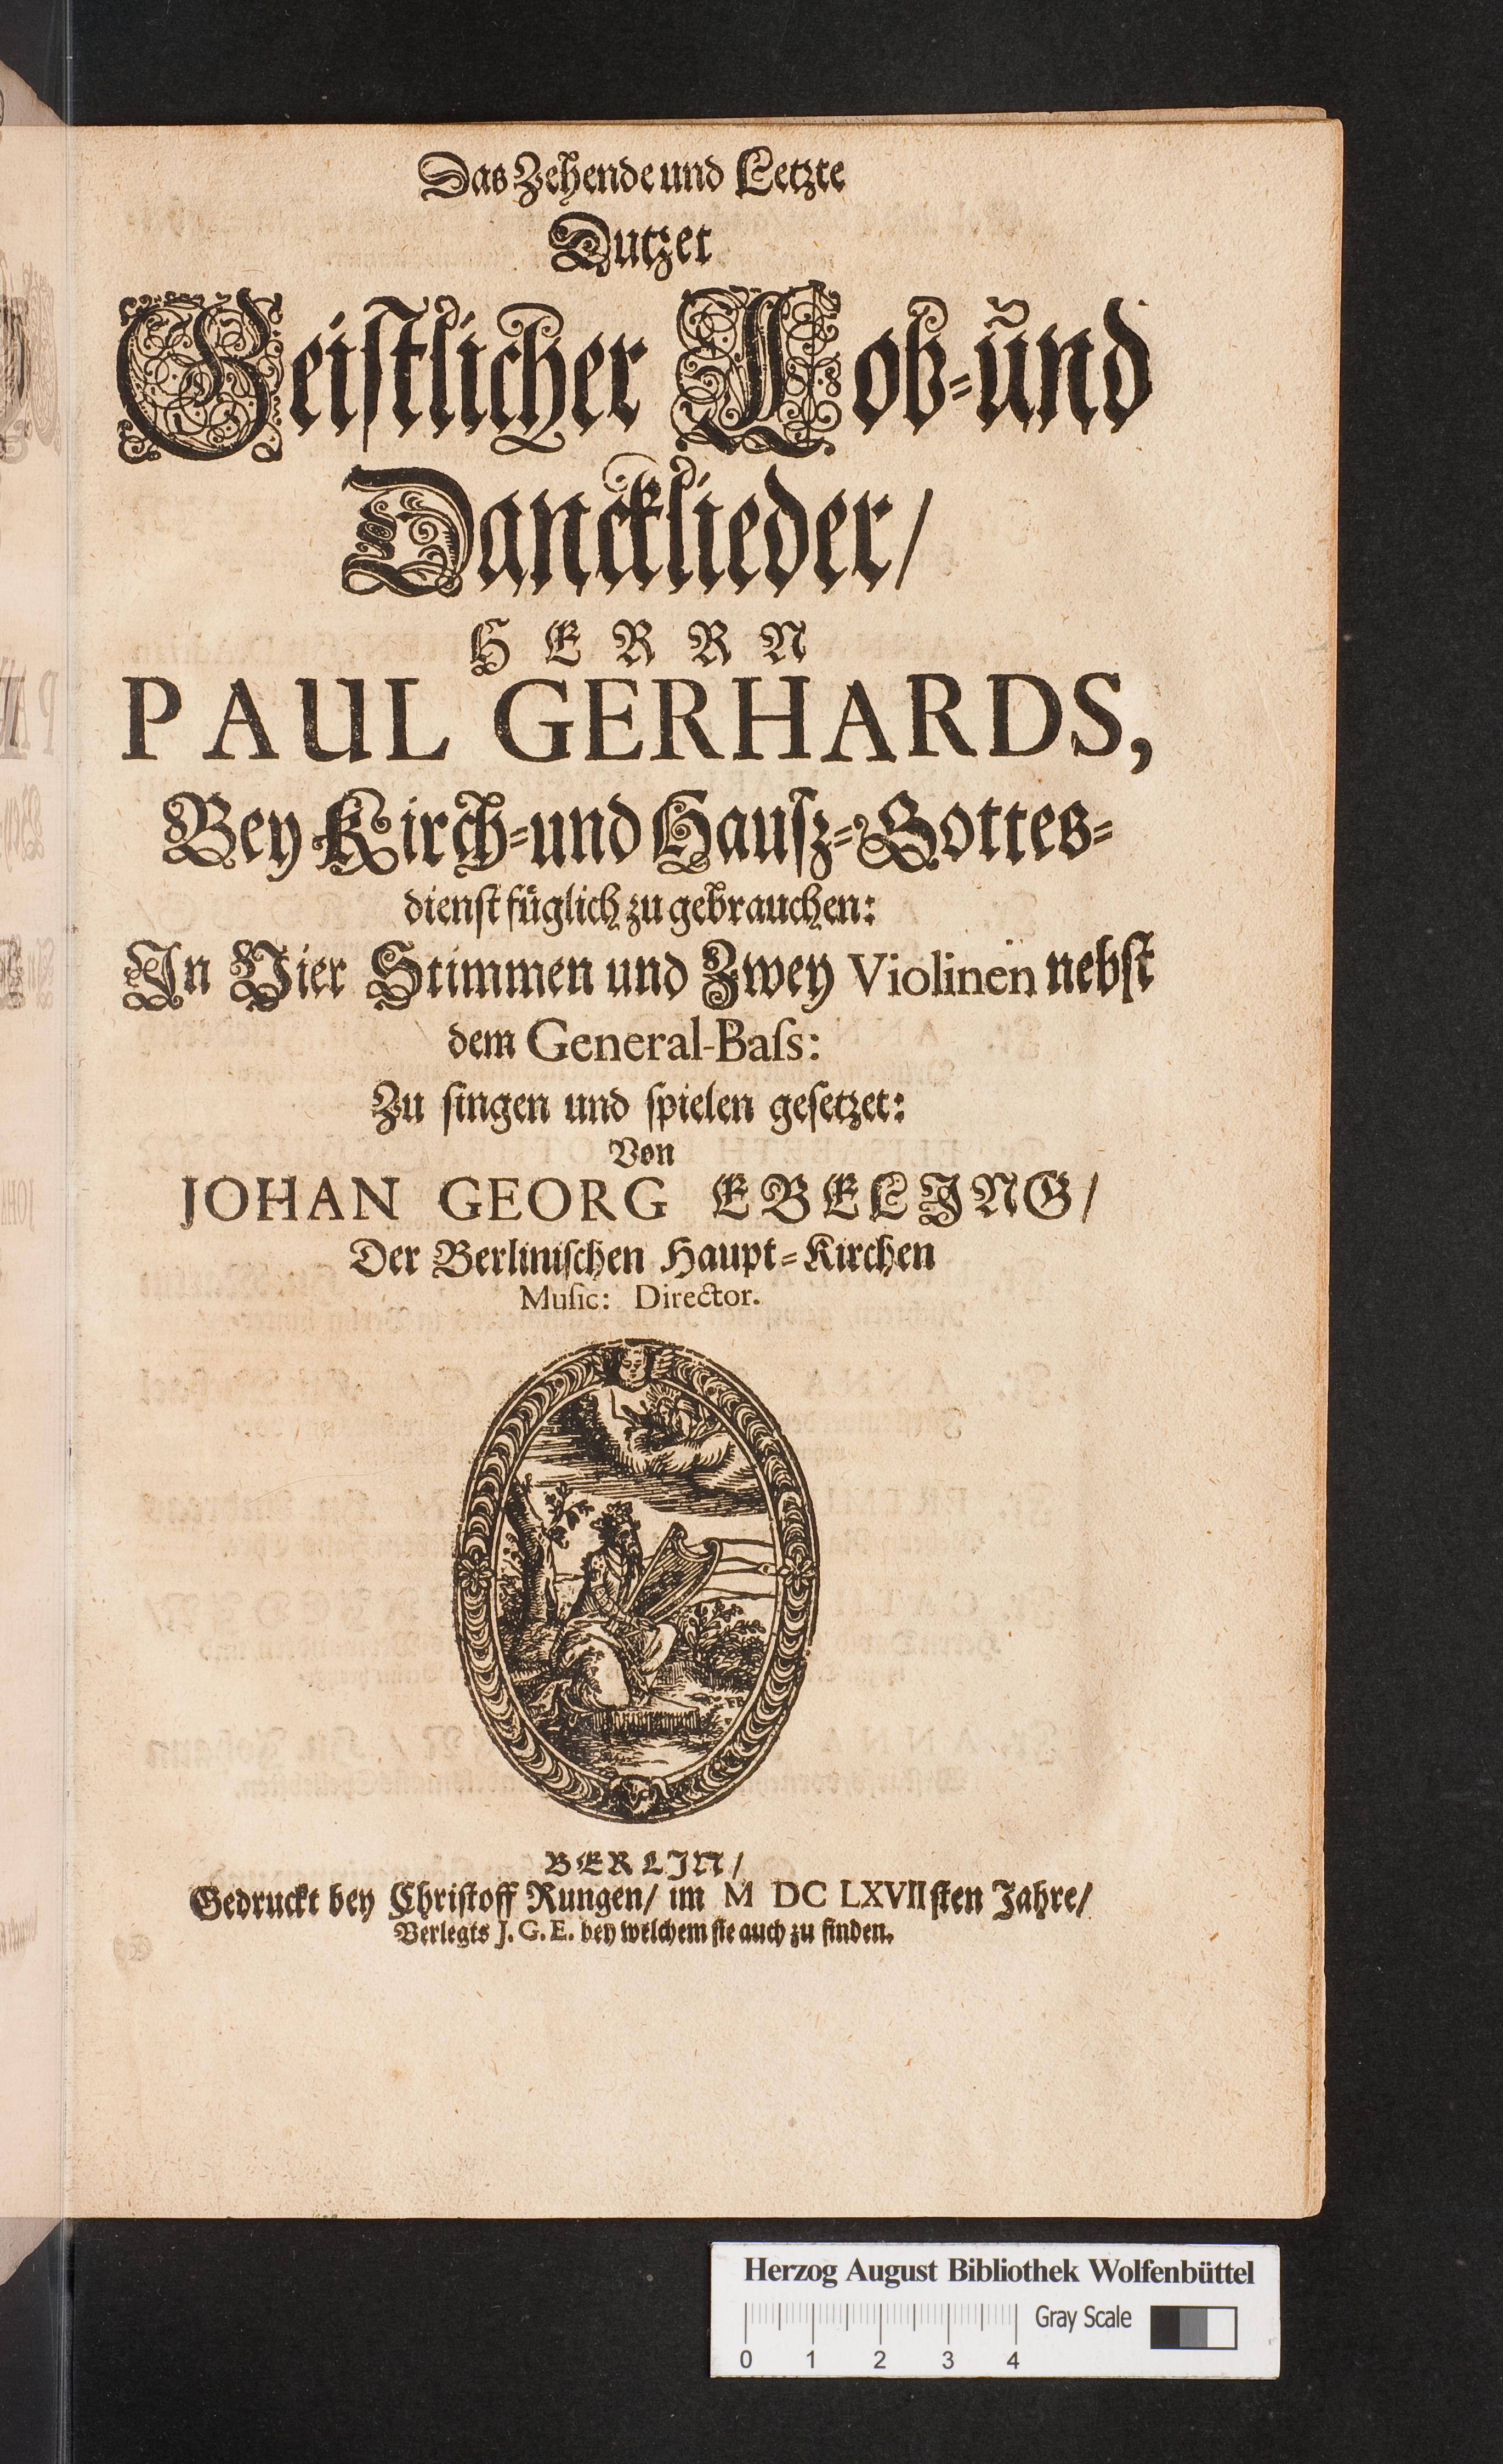 Das Zehende und Letzte
Dutzet
Geistlicher Lob-und
Dancklieder/
HERRN
PAUL GERHARDS,
Bey Kirch-und Hausz-Gottes-
dienst füglich zu gebrauchen:
In Vier Stimmen und Zwey Violinen nebst
dem General-Bass:
Zu singen und spielen gesetzet:
Von
JOHAN GEORG EBELING/
Der Berlinischen Haupt-Kirchen
Music: Director.
BERLIN/
Gedruckt bey Christoff Rungen/ im M DC LXVII sten Jahre/
Verlegts J. G. E. bey welchem sie auch zu finden.
Herzog August Bibliothek Wolfenbüttel
Gray Scale
0 1 2 3 4